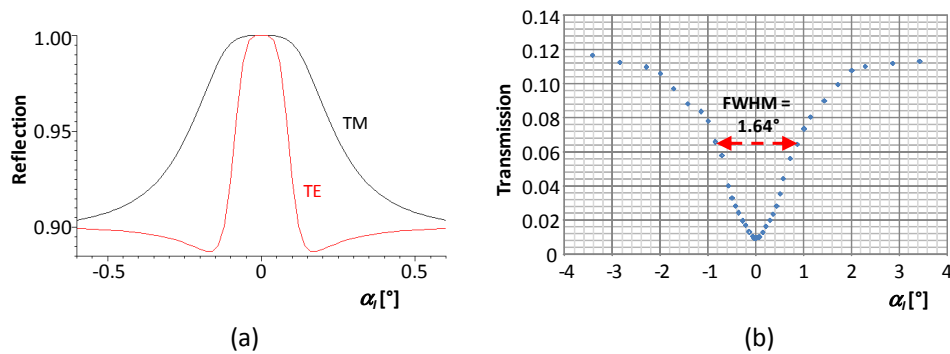 1.00
0.95
0.90
Reflection
TM
TE
-0.5
0
0.5
αᵢ [°]
(a)
0.14
0.12
0.10
0.08
0.06
0.04
0.02
0
Transmission
FWHM =
1.64°
-4 -3 -2 -1 0 1 2 3 4
αᵢ [°]
(b)